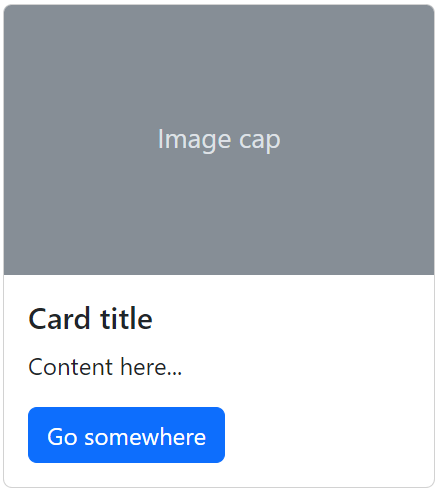 Image cap
Card title
Content here...
Go somewhere